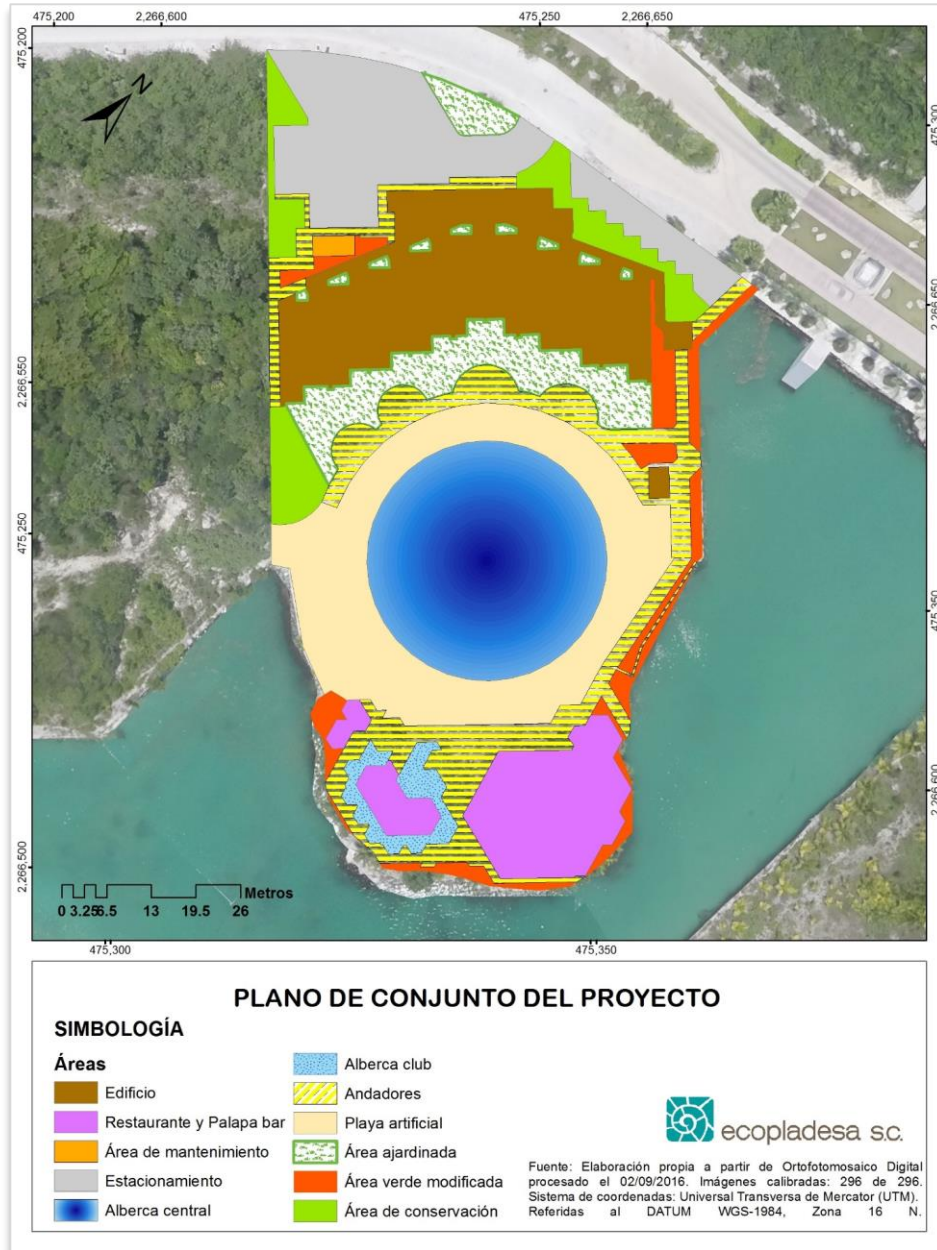 475,200
2,266,600
475,250
2,266,650
475,200
475,300
N
2,266,650
2,266,550
475,250
475,350
2,266,600
2,266,500
Metros
0 3.25 6.5 13 19.5 26
475,300
475,350
PLANO DE CONJUNTO DEL PROYECTO
SIMBOLOGÍA
Áreas
Edificio
Restaurante y Palapa bar
Área de mantenimiento
Estacionamiento
Alberca central
Alberca club
Andadores
Playa artificial
Área ajardinada
Área verde modificada
Área de conservación
ecopladesa s.c.
Fuente: Elaboración propia a partir de Ortofotomosaico Digital
procesado el 02/09/2016. Imágenes calibradas: 296 de 296.
Sistema de coordenadas: Universal Transversa de Mercator (UTM).
Referidas al DATUM WGS-1984, Zona 16 N.